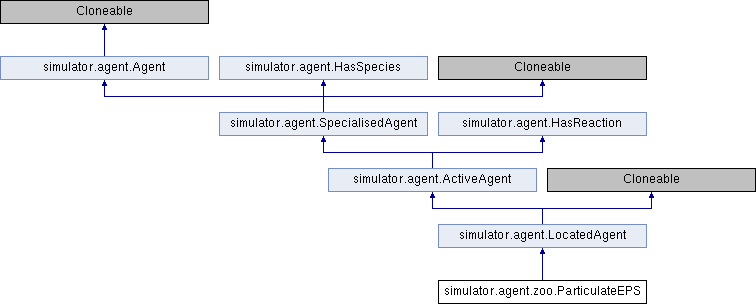 Cloneable
simulator.agent.Agent
simulator.agent.HasSpecies
Cloneable
simulator.agent.SpecialisedAgent
simulator.agent.HasReaction
simulator.agent.ActiveAgent
Cloneable
simulator.agent.LocatedAgent
simulator.agent.zoo.ParticulateEPS